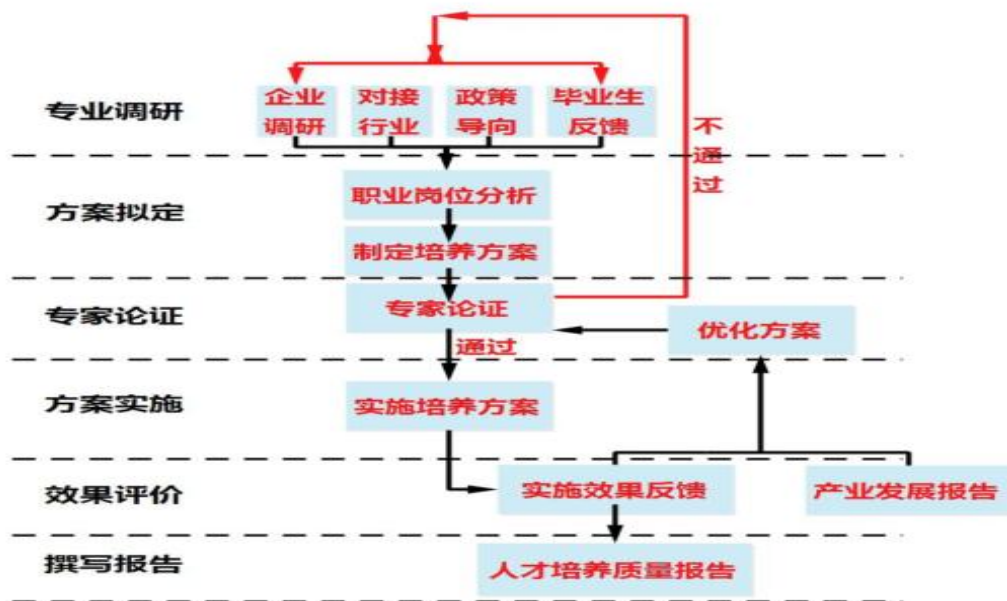 专业调研
企业
调研
对接
行业
政策
导向
毕业生
反馈
不
通
过
方案拟定
职业岗位分析
制定培养方案
专家论证
专家论证
优化方案
通过
方案实施
实施培养方案
效果评价
实施效果反馈
产业发展报告
撰写报告
人才培养质量报告